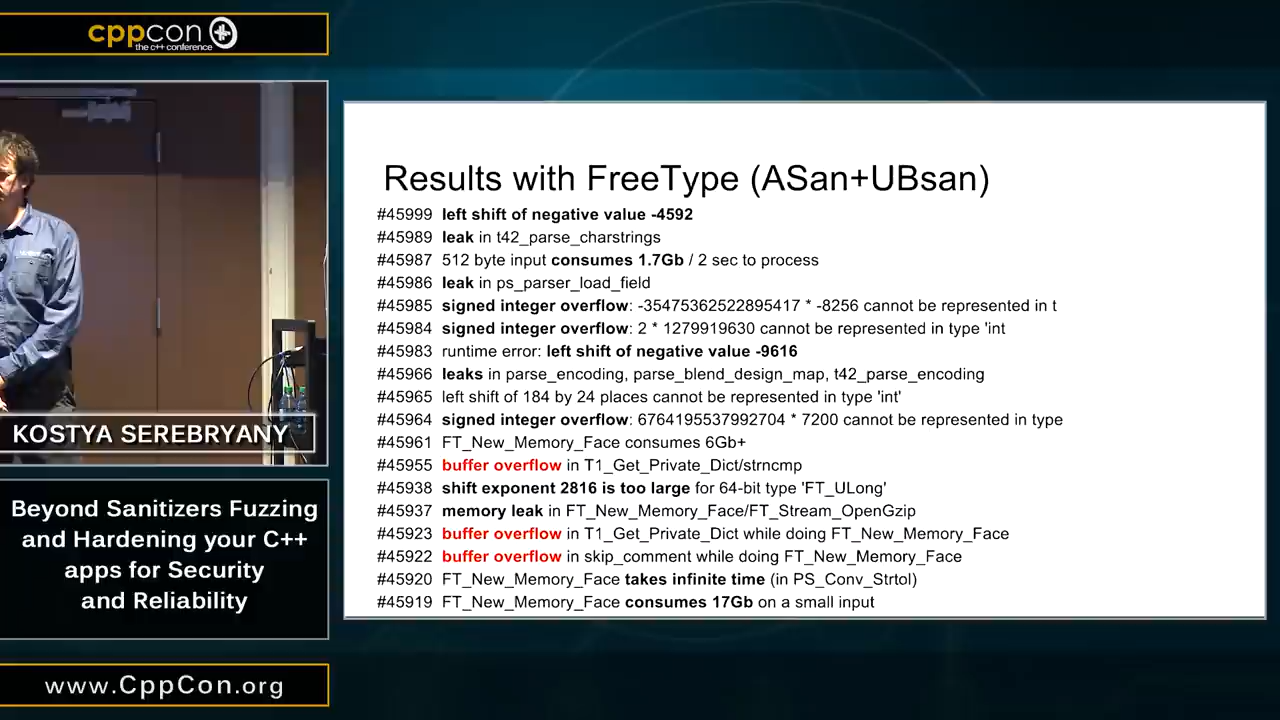 cppcon
the c++ conference
KOSTYA SEREBRYANY
Beyond Sanitizers Fuzzing
and Hardening your C++
apps for Security
and Reliability
www.CppCon.org
Results with FreeType (ASan+UBsan)
#45999 left shift of negative value -4592
#45989 leak in t42_parse_charstrings
#45987 512 byte input consumes 1.7Gb / 2 sec to process
#45986 leak in ps_parser_load_field
#45985 signed integer overflow: -35475362522895417 * -8256 cannot be represented in t
#45984 signed integer overflow: 2 * 1279919630 cannot be represented in type 'int
#45983 runtime error: left shift of negative value -9616
#45966 leaks in parse_encoding, parse_blend_design_map, t42_parse_encoding
#45965 left shift of 184 by 24 places cannot be represented in type 'int'
#45964 signed integer overflow: 6764195537992704 * 7200 cannot be represented in type
#45961 FT_New_Memory_Face consumes 6Gb+
#45955 buffer overflow in T1_Get_Private_Dict/strncmp
#45938 shift exponent 2816 is too large for 64-bit type 'FT_ULong'
#45937 memory leak in FT_New_Memory_Face/FT_Stream_OpenGzip
#45923 buffer overflow in T1_Get_Private_Dict while doing FT_New_Memory_Face
#45922 buffer overflow in skip_comment while doing FT_New_Memory_Face
#45920 FT_New_Memory_Face takes infinite time (in PS_Conv_Strtol)
#45919 FT_New_Memory_Face consumes 17Gb on a small input